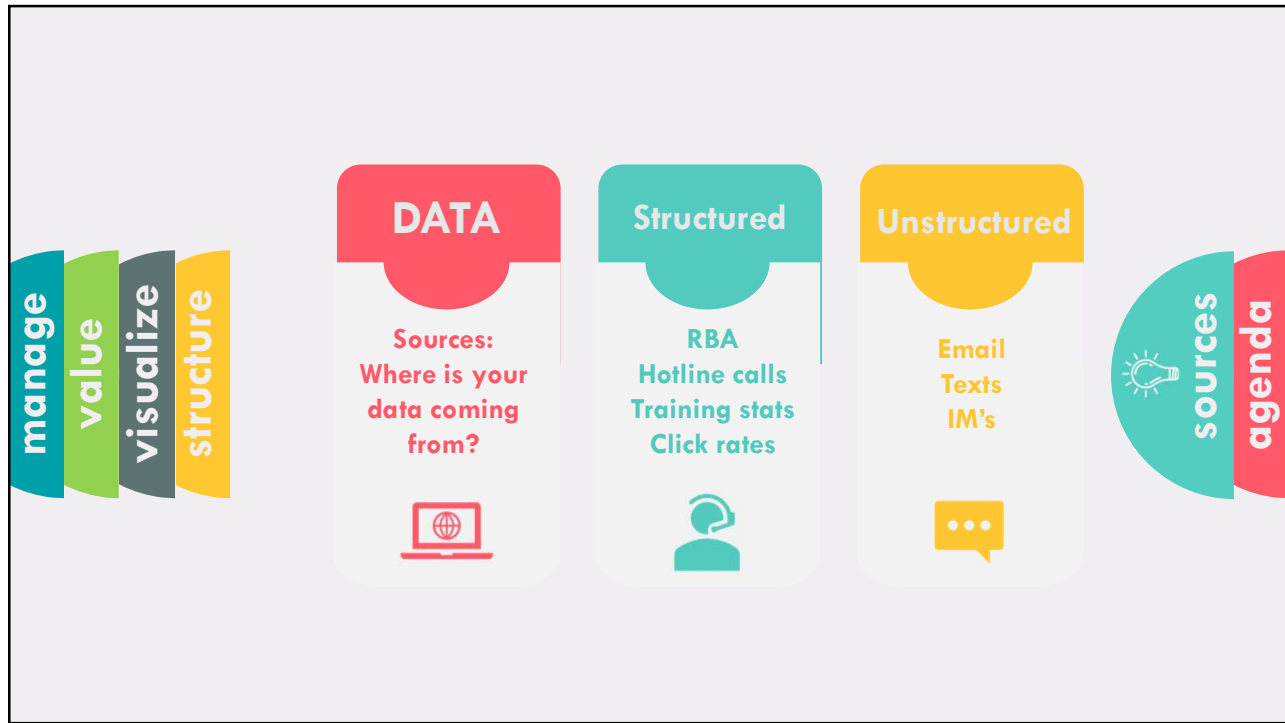 manage
value
visualize
structure
DATA
Sources:
Where is your
data coming
from?
Structured
RBA
Hotline calls
Training stats
Click rates
Unstructured
Email
Texts
IM’s
sources
agenda